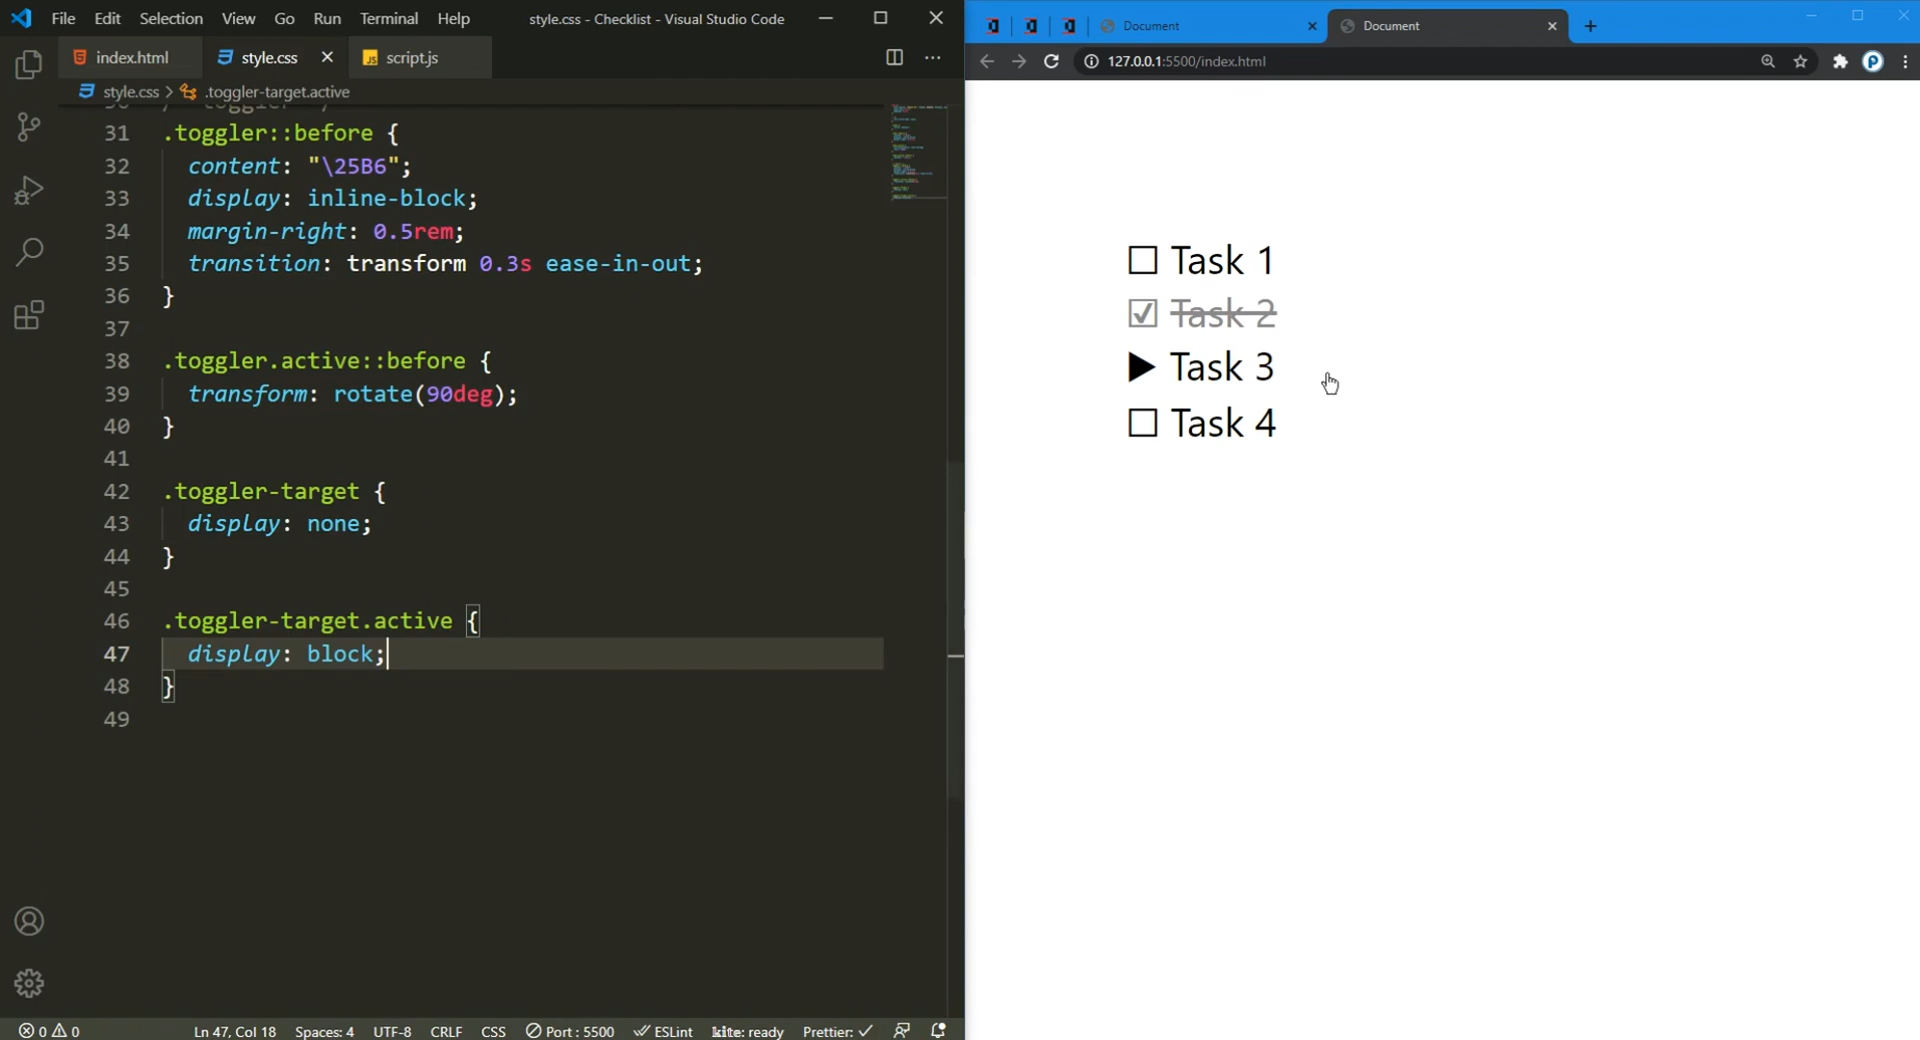 File Edit Selection View Go Run Terminal Help style.css - Checklist - Visual Studio Code
index.html style.css script.js
style.css > .toggler-target.active
31 .toggler::before {
32 content: "\25B6";
33 display: inline-block;
34 margin-right: 0.5rem;
35 transition: transform 0.3s ease-in-out;
36 }
37
38 .toggler.active::before {
39 transform: rotate(90deg);
40 }
41
42 .toggler-target {
43 display: none;
44 }
45
46 .toggler-target.active {
47 display: block;
48 }
49
0 0 Ln 47, Col 18 Spaces: 4 UTF-8 CRLF CSS Port : 5500 ESLint kite: ready Prettier: ✓
Document Document
127.0.0.1:5500/index.html P
☐ Task 1
☑ Task 2
▶ Task 3
☐ Task 4